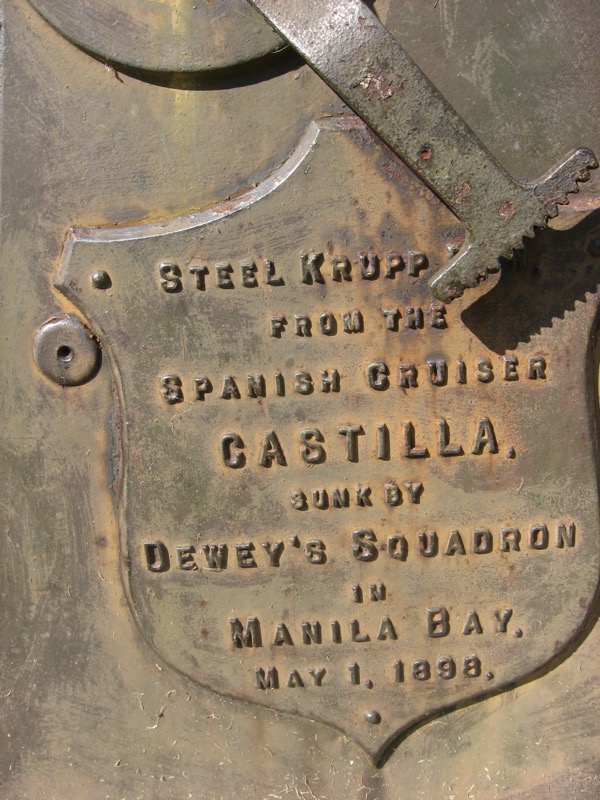 STEEL KRUPP
FROM THE
SPANISH CRUISER
CASTILLA,
SUNK BY
DEWEY'S SQUADRON
IN
MANILA BAY,
MAY 1, 1898.